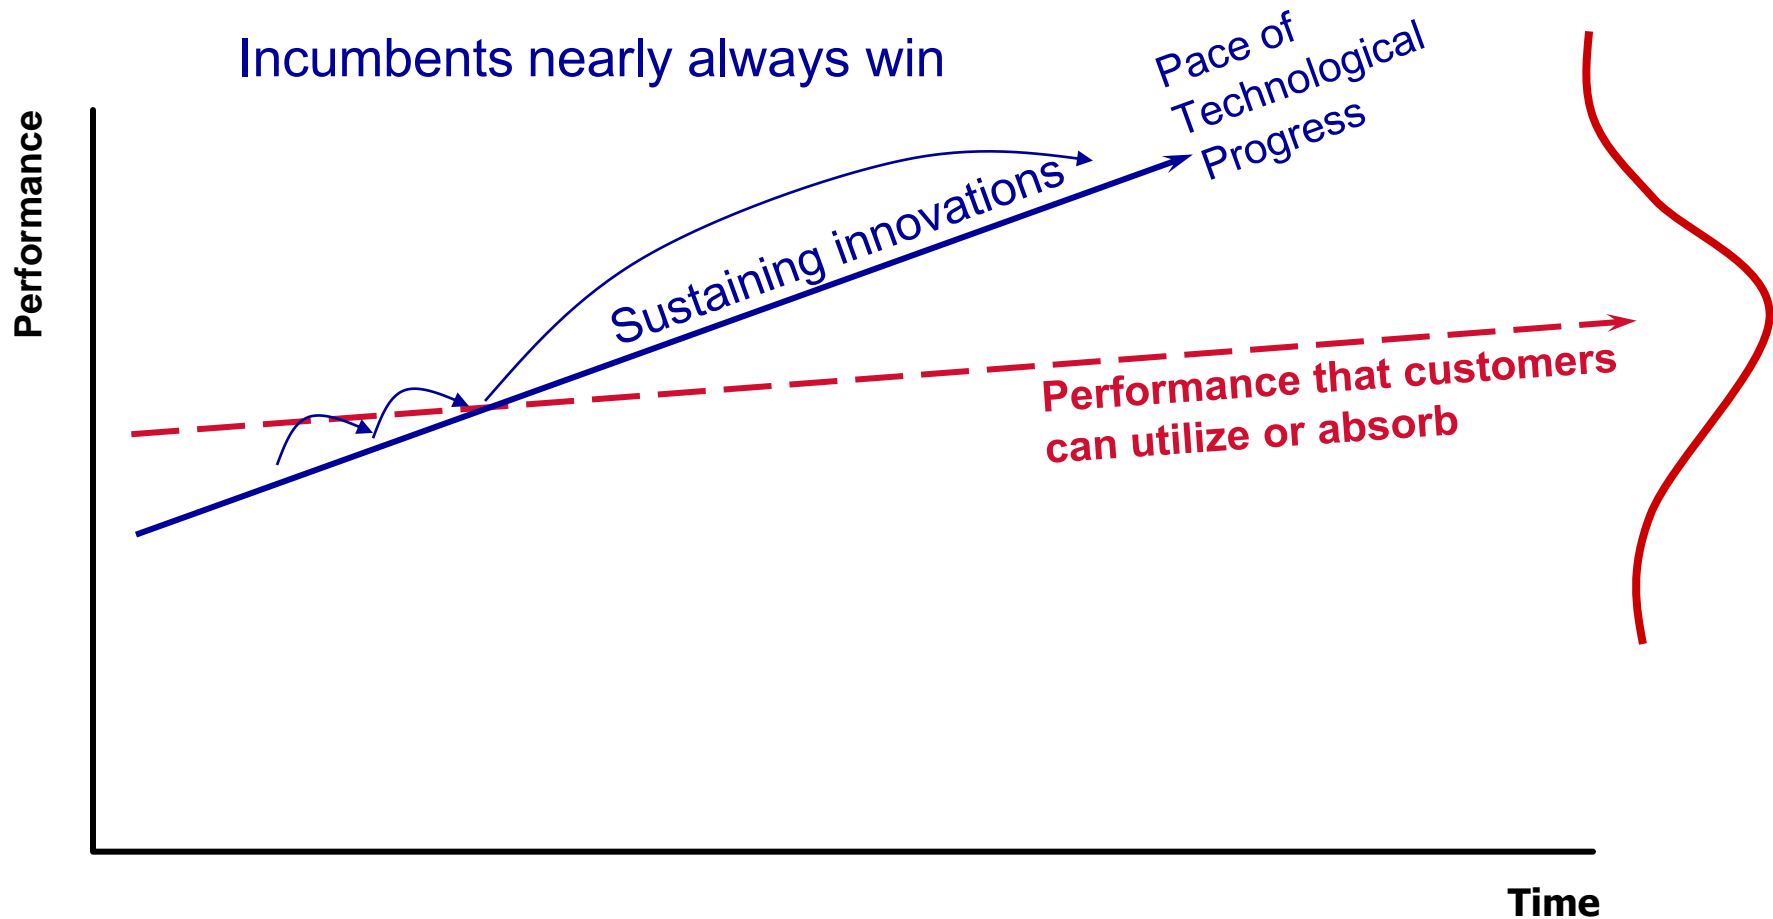 Incumbents nearly always win
Pace of
Technological
Progress
Performance
Sustaining innovations
Performance that customers
can utilize or absorb
Time